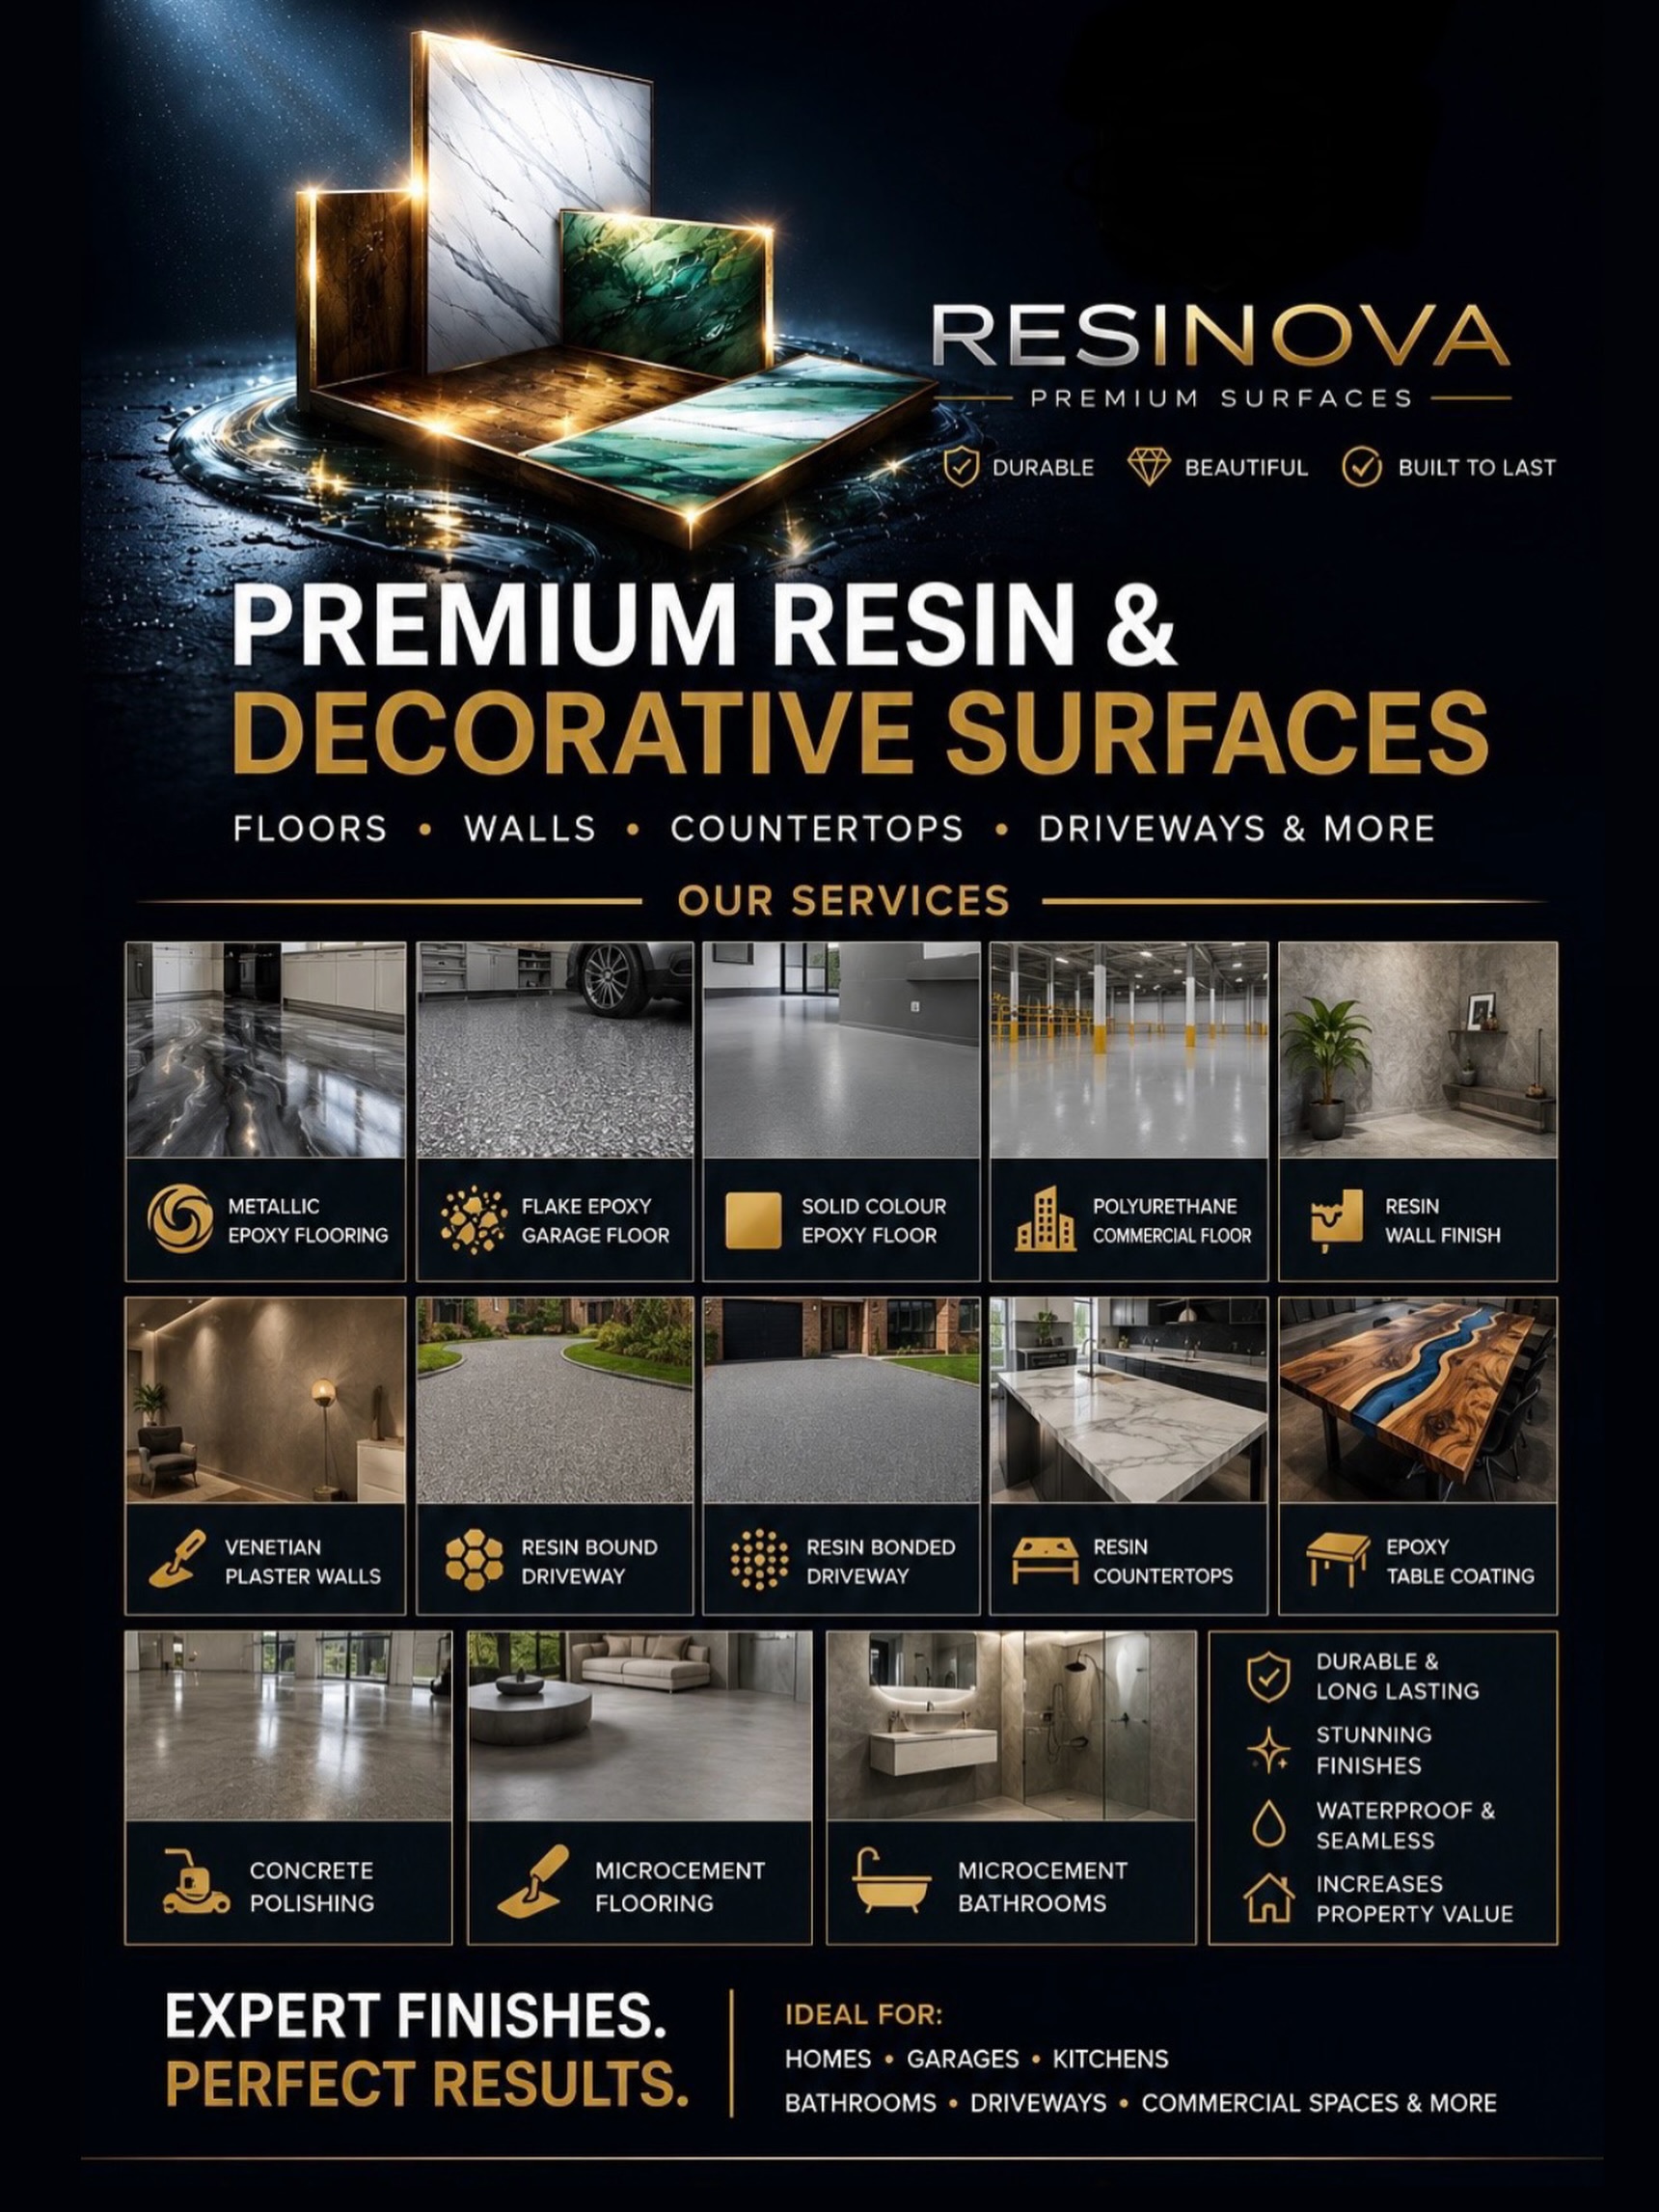 RESINOVA
PREMIUM SURFACES
DURABLE BEAUTIFUL BUILT TO LAST
PREMIUM RESIN &
DECORATIVE SURFACES
FLOORS • WALLS • COUNTERTOPS • DRIVEWAYS & MORE
OUR SERVICES
METALLIC
EPOXY FLOORING
FLAKE EPOXY
GARAGE FLOOR
SOLID COLOUR
EPOXY FLOOR
POLYURETHANE
COMMERCIAL FLOOR
RESIN
WALL FINISH
VENETIAN
PLASTER WALLS
RESIN BOUND
DRIVEWAY
RESIN BONDED
DRIVEWAY
RESIN
COUNTERTOPS
EPOXY
TABLE COATING
CONCRETE
POLISHING
MICROCEMENT
FLOORING
MICROCEMENT
BATHROOMS
DURABLE &
LONG LASTING
STUNNING
FINISHES
WATERPROOF &
SEAMLESS
INCREASES
PROPERTY VALUE
EXPERT FINISHES.
PERFECT RESULTS.
IDEAL FOR:
HOMES • GARAGES • KITCHENS
BATHROOMS • DRIVEWAYS • COMMERCIAL SPACES & MORE